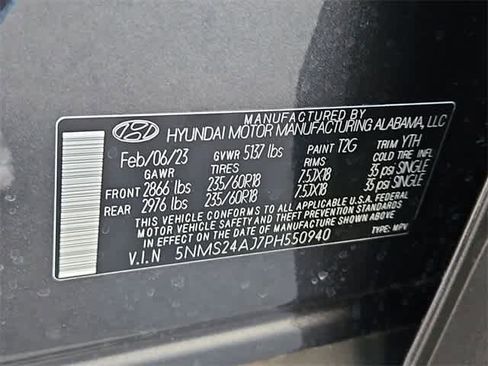 MANUFACTURED BY
HYUNDAI MOTOR MANUFACTURING ALABAMA, LLC
Feb/06/23 GVWR 5137 lbs PAINT T2G TRIM YTH
GAWR TIRES RIMS COLD TIRE INFL
FRONT 2866 lbs 235/60R18 7.5JX18 35 psi SINGLE
REAR 2976 lbs 235/60R18 7.5JX18 35 psi SINGLE
THIS VEHICLE CONFORMS TO ALL APPLICABLE U.S. FEDERAL MOTOR VEHICLE SAFETY AND THEFT PREVENTION STANDARDS IN EFFECT ON THE DATE OF MANUFACTURE SHOWN ABOVE.
V.I.N 5NMS24AJ7PH550940 TYPE: MPV